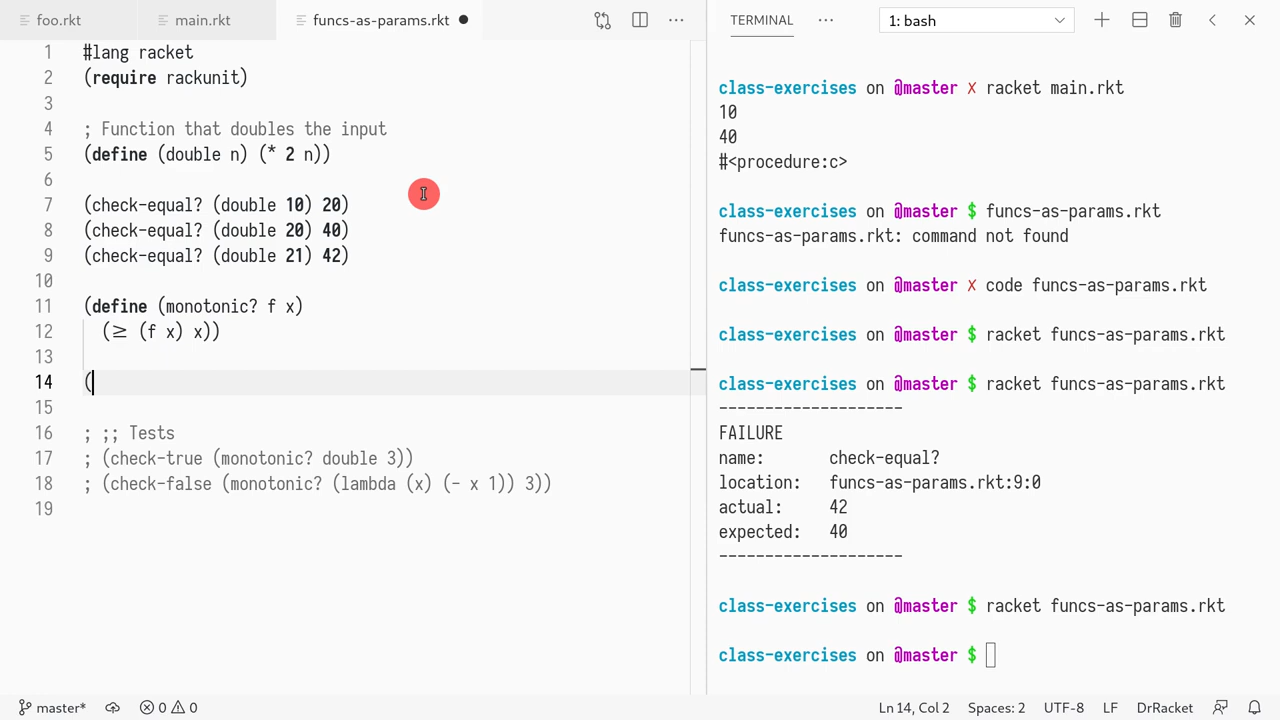 foo.rkt
main.rkt
funcs-as-params.rkt
TERMINAL
1: bash
1 #lang racket
2 (require rackunit)
3
4 ; Function that doubles the input
5 (define (double n) (* 2 n))
6
7 (check-equal? (double 10) 20)
8 (check-equal? (double 20) 40)
9 (check-equal? (double 21) 42)
10
11 (define (monotonic? f x)
12 (≥ (f x) x))
13
14 (
15
16 ; ;; Tests
17 ; (check-true (monotonic? double 3))
18 ; (check-false (monotonic? (lambda (x) (- x 1)) 3))
19
class-exercises on @master ✗ racket main.rkt
10
40
#<procedure:c>
class-exercises on @master $ funcs-as-params.rkt
funcs-as-params.rkt: command not found
class-exercises on @master ✗ code funcs-as-params.rkt
class-exercises on @master $ racket funcs-as-params.rkt
class-exercises on @master $ racket funcs-as-params.rkt
--------------------
FAILURE
name: check-equal?
location: funcs-as-params.rkt:9:0
actual: 42
expected: 40
--------------------
class-exercises on @master $ racket funcs-as-params.rkt
class-exercises on @master $
master*
0
0
Ln 14, Col 2
Spaces: 2
UTF-8
LF
DrRacket